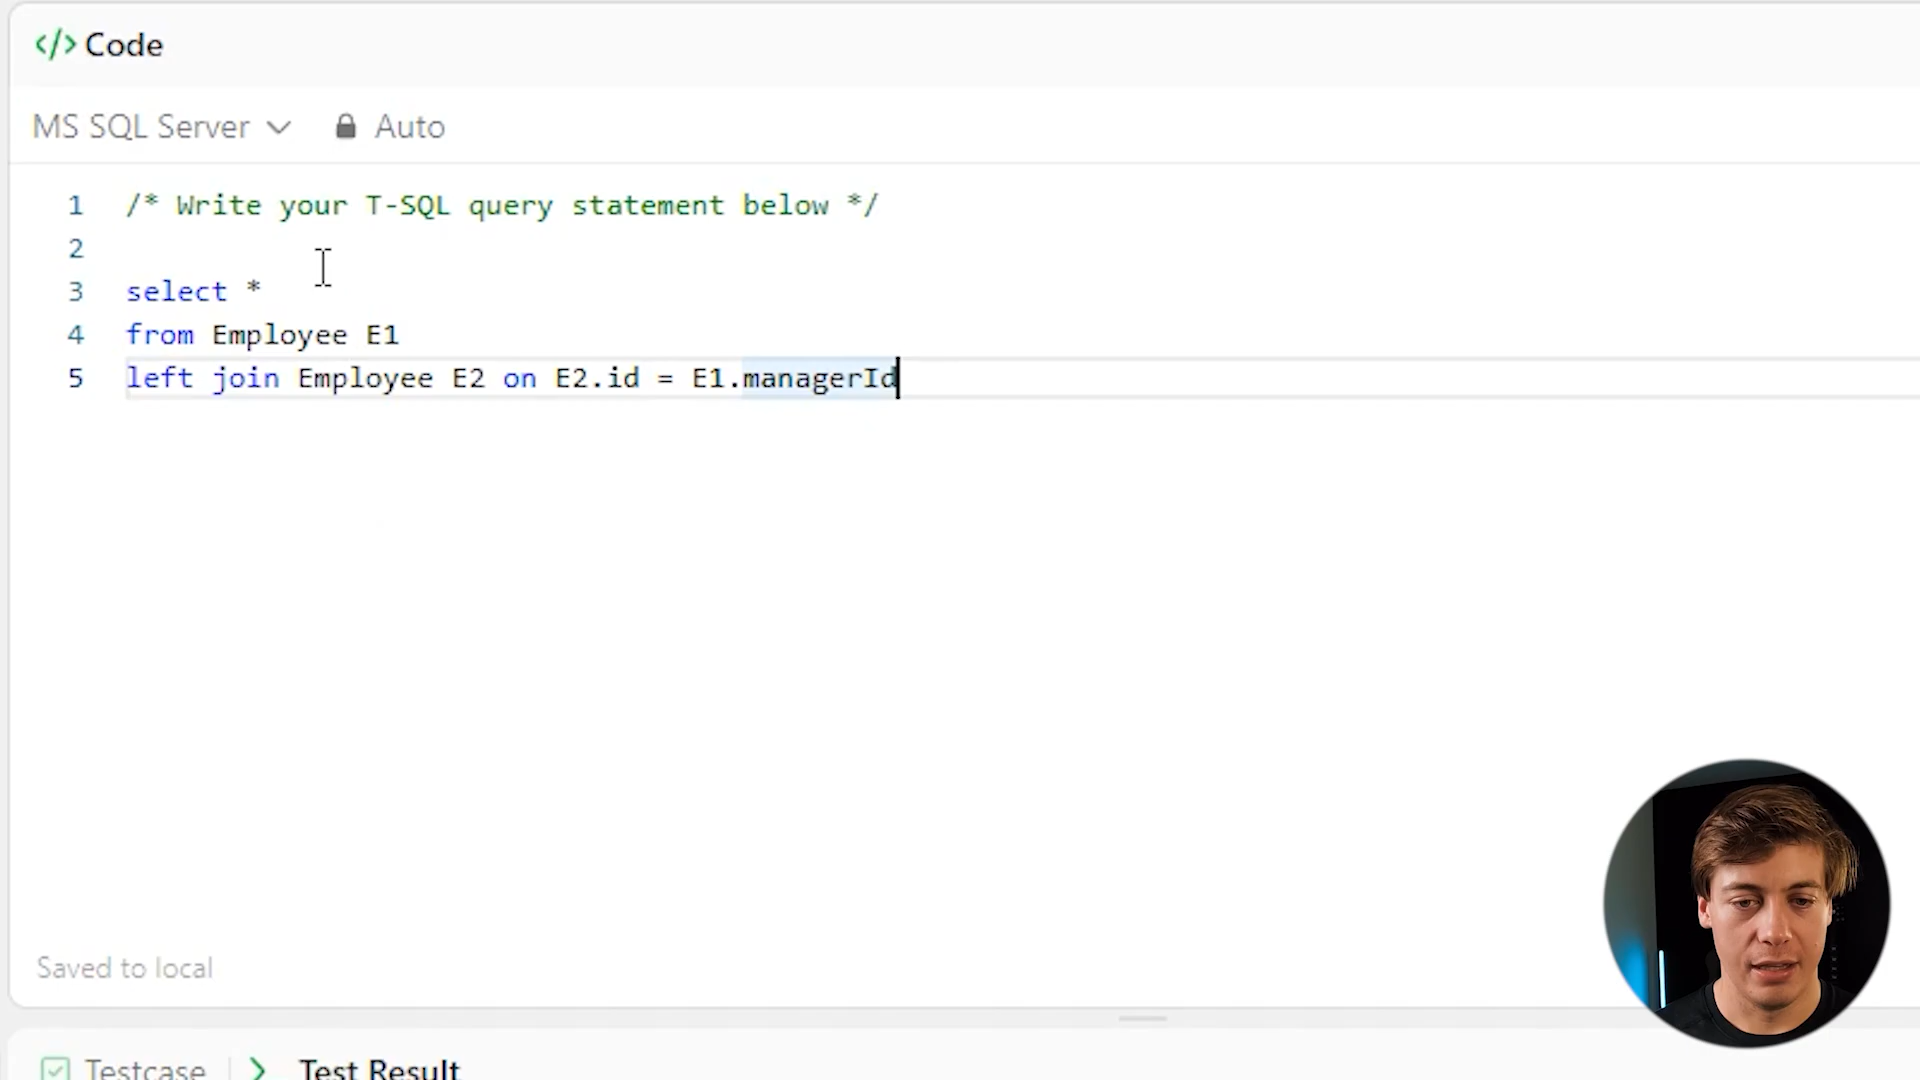 </> Code
MS SQL Server Auto
1 /* Write your T-SQL query statement below */
2
3 select *
4 from Employee E1
5 left join Employee E2 on E2.id = E1.managerId
Saved to local
Testcase Test Result